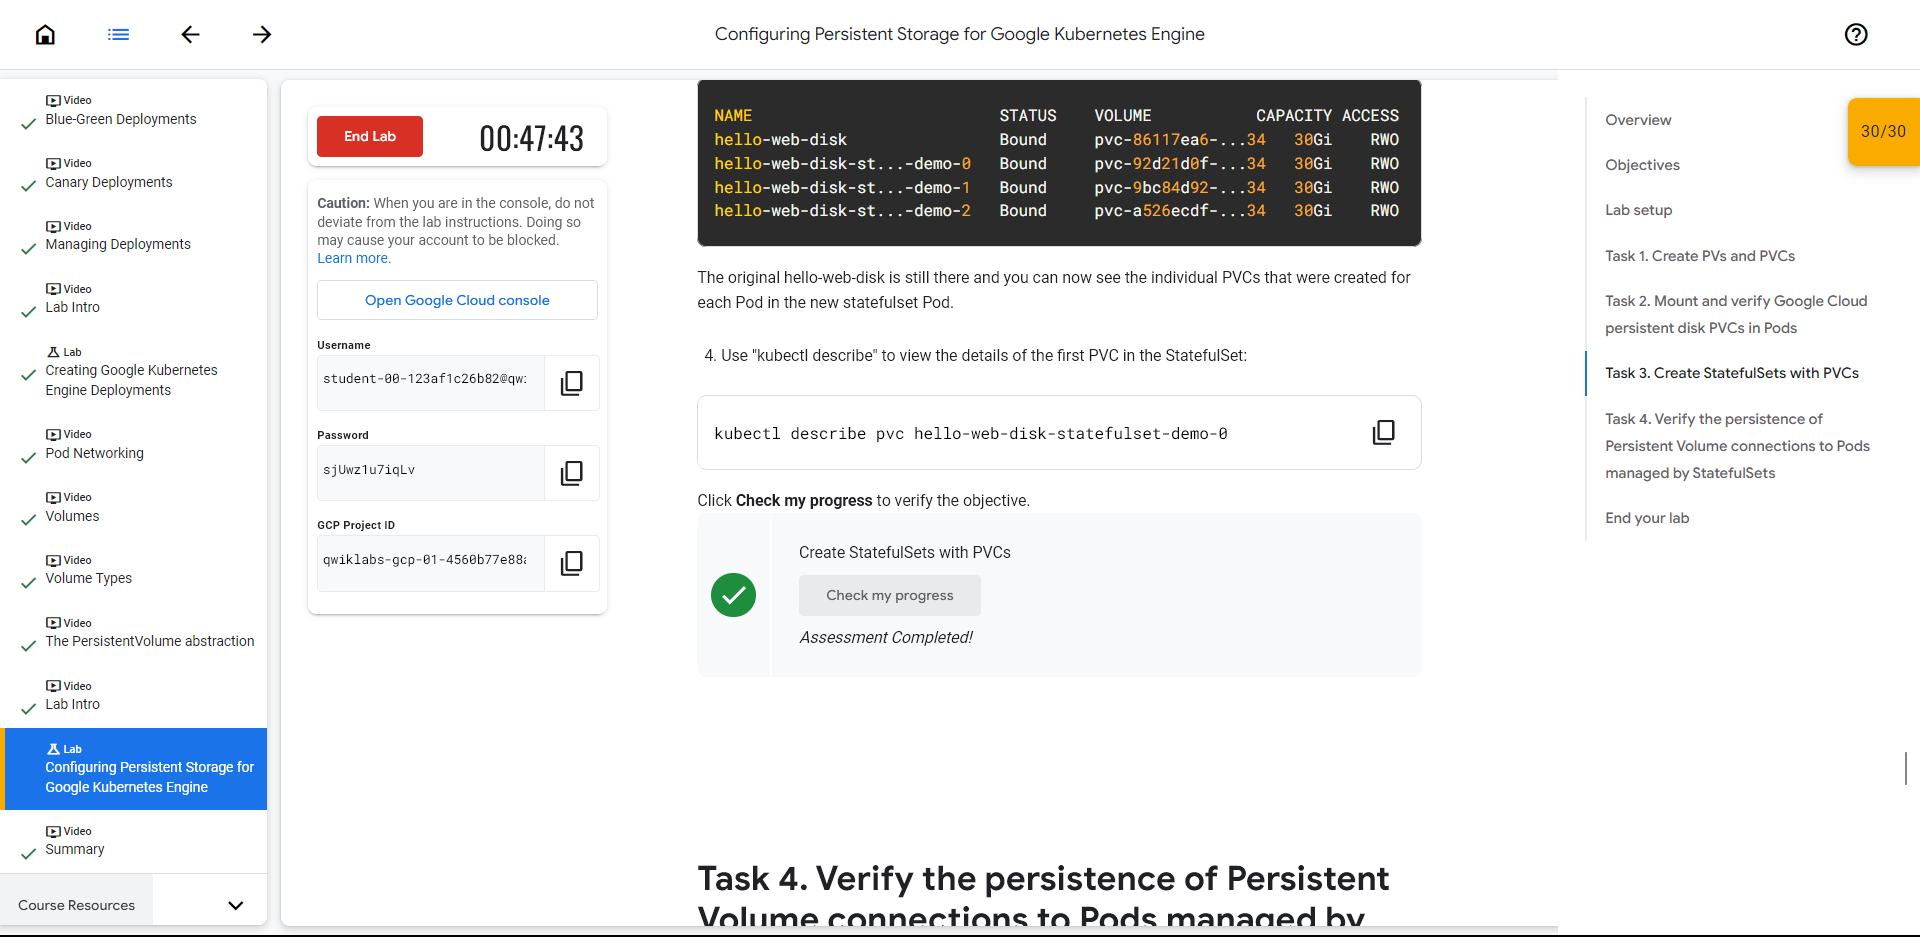 Configuring Persistent Storage for Google Kubernetes Engine
Video
Blue-Green Deployments
Video
Canary Deployments
Video
Managing Deployments
Video
Lab Intro
Lab
Creating Google Kubernetes
Engine Deployments
Video
Pod Networking
Video
Volumes
Video
Volume Types
Video
The PersistentVolume abstraction
Video
Lab Intro
Lab
Configuring Persistent Storage for
Google Kubernetes Engine
Video
Summary
Course Resources
End Lab
00:47:43
Caution: When you are in the console, do not
deviate from the lab instructions. Doing so
may cause your account to be blocked.
Learn more.
Open Google Cloud console
Username
student-00-123af1c26b82@qw
Password
sjUwz1u7iqLv
GCP Project ID
qwiklabs-gcp-01-4560b77e88
NAME STATUS VOLUME CAPACITY ACCESS
hello-web-disk Bound pvc-86117ea6-...34 30Gi RWO
hello-web-disk-st...-demo-0 Bound pvc-92d21d0f-...34 30Gi RWO
hello-web-disk-st...-demo-1 Bound pvc-9bc84d92-...34 30Gi RWO
hello-web-disk-st...-demo-2 Bound pvc-a526ecdf-...34 30Gi RWO
The original hello-web-disk is still there and you can now see the individual PVCs that were created for
each Pod in the new statefulset Pod.
4. Use "kubectl describe" to view the details of the first PVC in the StatefulSet:
kubectl describe pvc hello-web-disk-statefulset-demo-0
Click Check my progress to verify the objective.
Create StatefulSets with PVCs
Check my progress
Assessment Completed!
Task 4. Verify the persistence of Persistent
Volume connections to Pods managed by
Overview
Objectives
Lab setup
Task 1. Create PVs and PVCs
Task 2. Mount and verify Google Cloud
persistent disk PVCs in Pods
Task 3. Create StatefulSets with PVCs
Task 4. Verify the persistence of
Persistent Volume connections to Pods
managed by StatefulSets
End your lab
30/30